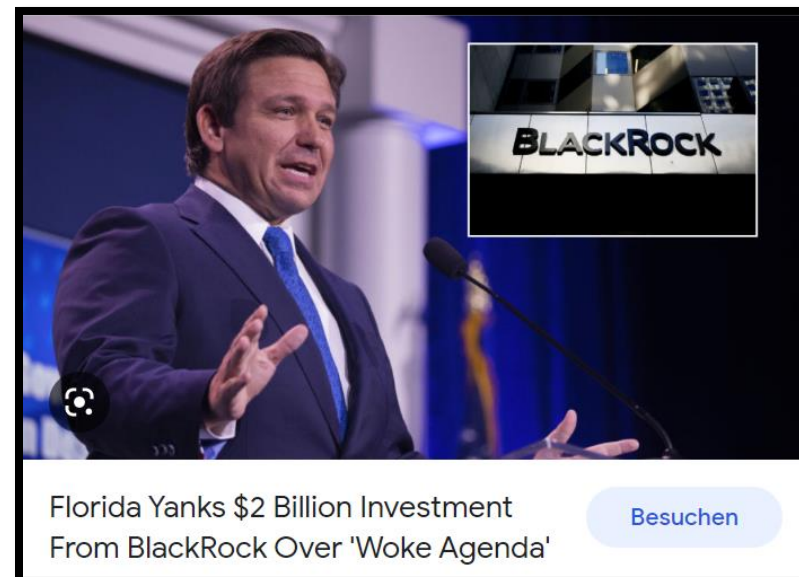 BLACKROCK
Florida Yanks $2 Billion Investment
From BlackRock Over 'Woke Agenda'
Besuchen